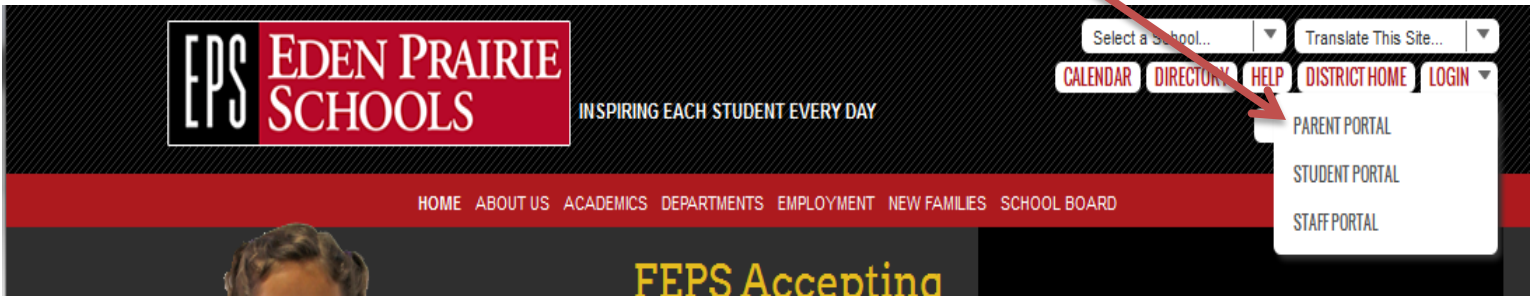 EPS EDEN PRAIRIE
SCHOOLS
INSPIRING EACH STUDENT EVERY DAY
Select a School...
Translate This Site...
CALENDAR DIRECTORY HELP DISTRICT HOME LOGIN
PARENT PORTAL
STUDENT PORTAL
STAFF PORTAL
HOME ABOUT US ACADEMICS DEPARTMENTS EMPLOYMENT NEW FAMILIES SCHOOL BOARD
FEPS Accepting